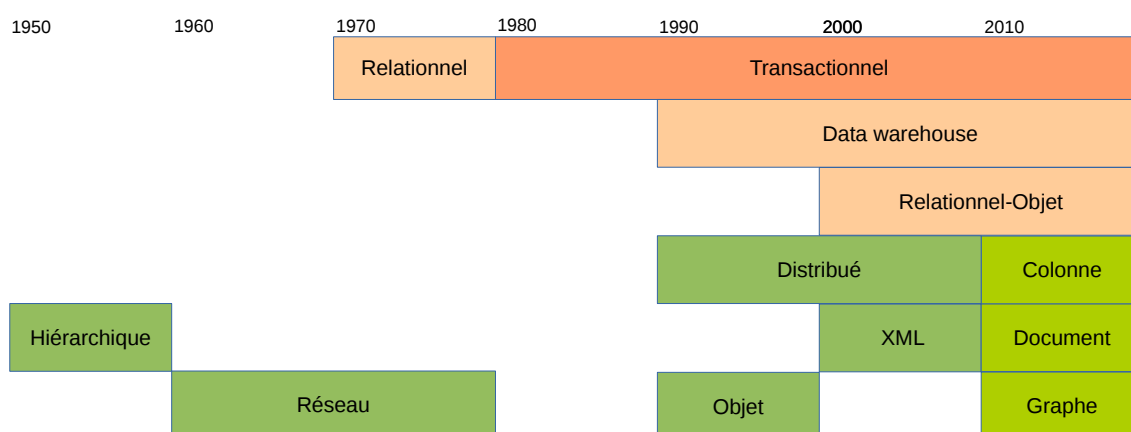 1950 1960 1970 1980 1990 2000 2010
Relationnel Transactionnel
Data warehouse
Relationnel-Objet
Distribué Colonne
Hiérarchique XML Document
Réseau Objet Graphe